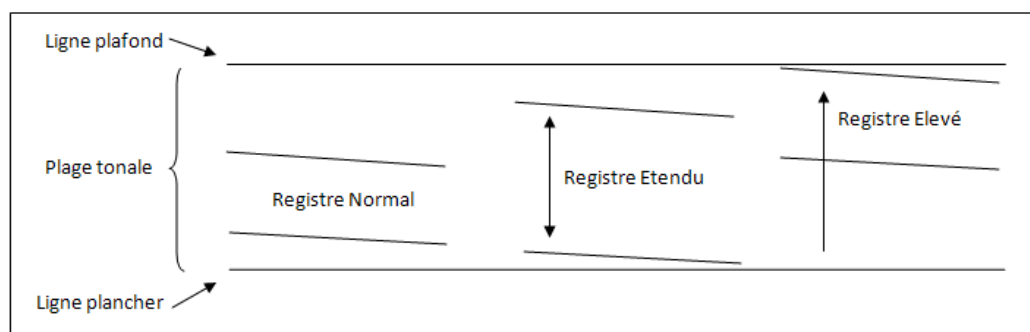 Ligne plafond
Registre Elevé
Plage tonale
Registre Etendu
Registre Normal
Ligne plancher